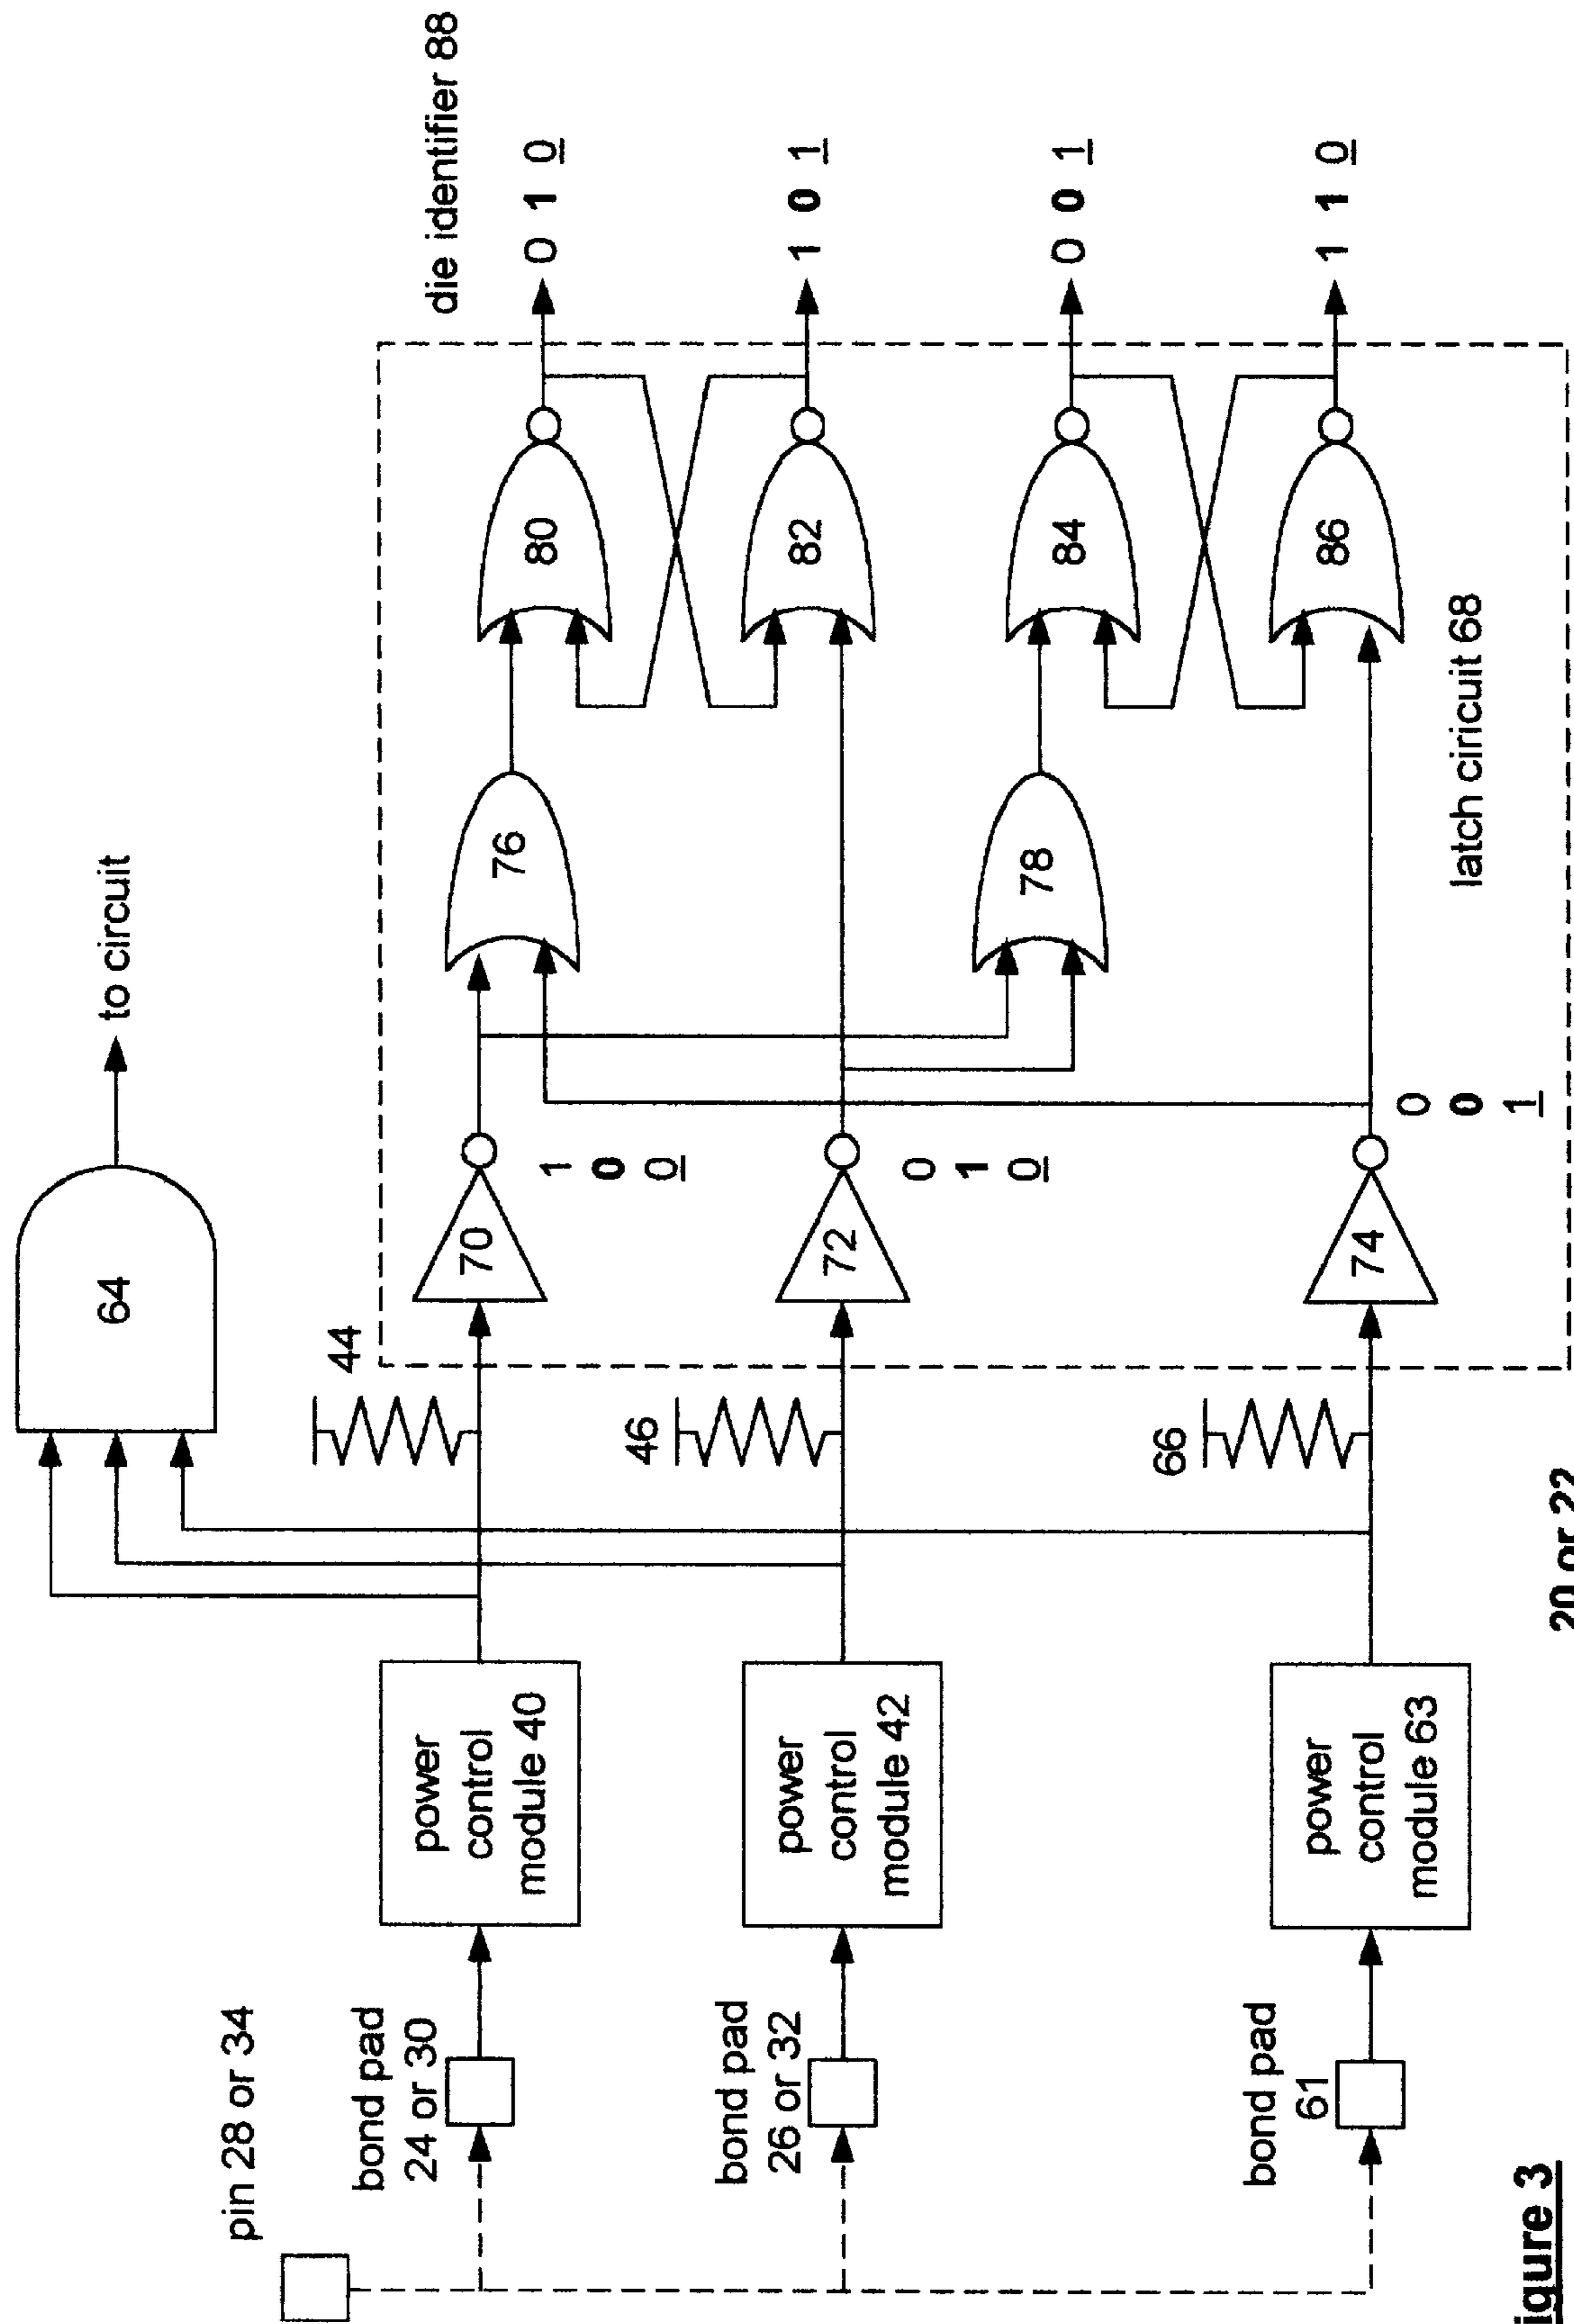 64
to circuit
pin 28 or 34
bond pad
24 or 30
power
control
module 40
44
70
1
0
0
76
80
82
die identifier 88
0 1 0
1 0 1
bond pad
26 or 32
power
control
module 42
46
72
0
1
0
78
84
86
0 0 1
1 1 0
bond pad
61
power
control
module 63
66
74
0
0
1
latch ciricuit 68
20 or 22
igure 3